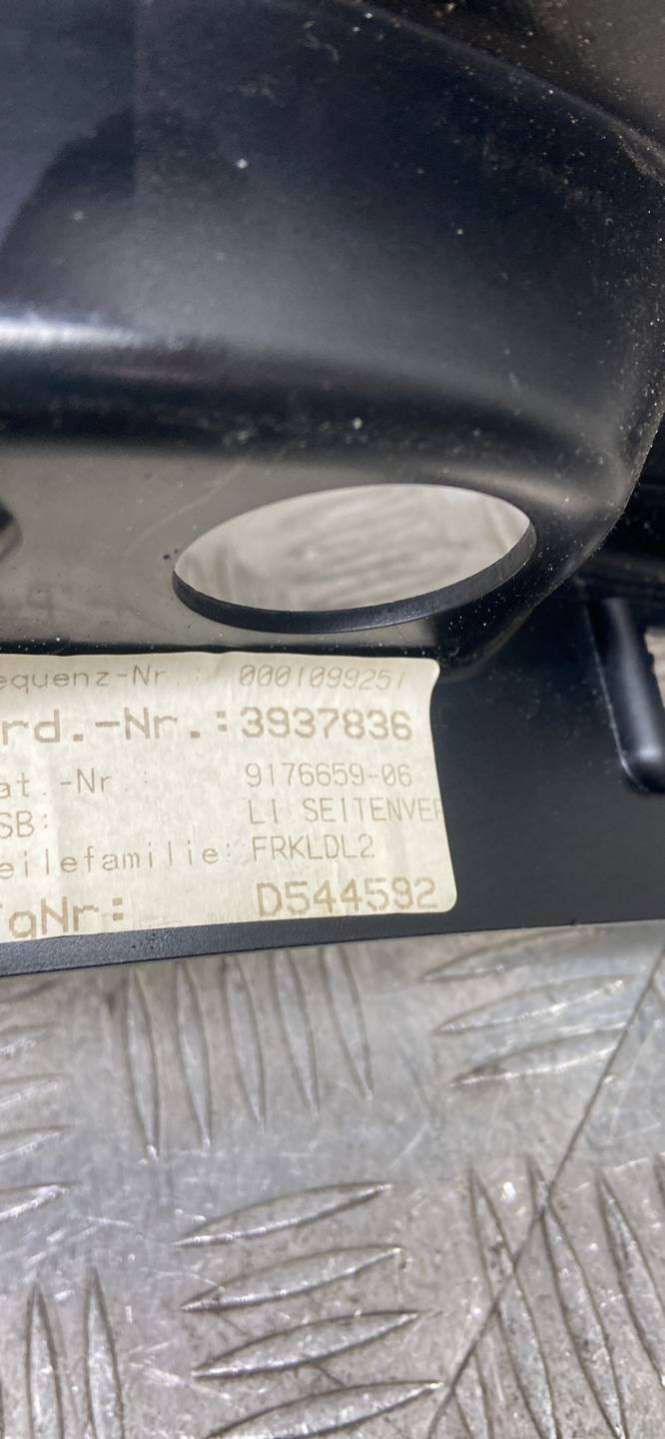 equenz-Nr : 0001099251
rd.-Nr.: 3937836
at.-Nr : 9176659-06
SB: LI SEITENVER
eilefamilie: FRKLDL2
gNr: D544592